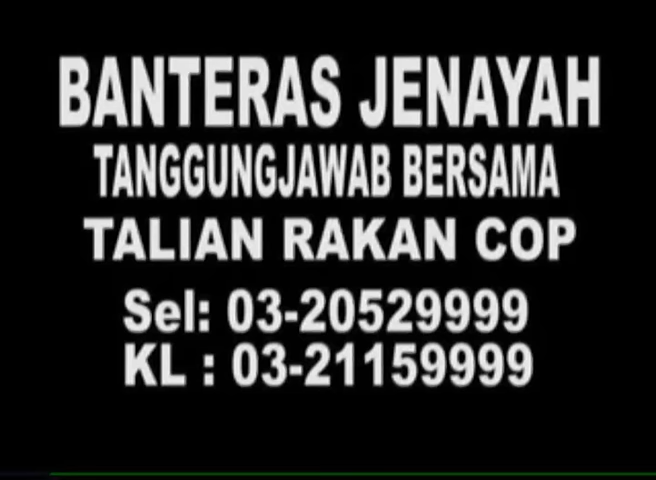 BANTERAS JENAYAH
TANGGUNGJAWAB BERSAMA
TALIAN RAKAN COP
Sel: 03-20529999
KL : 03-21159999